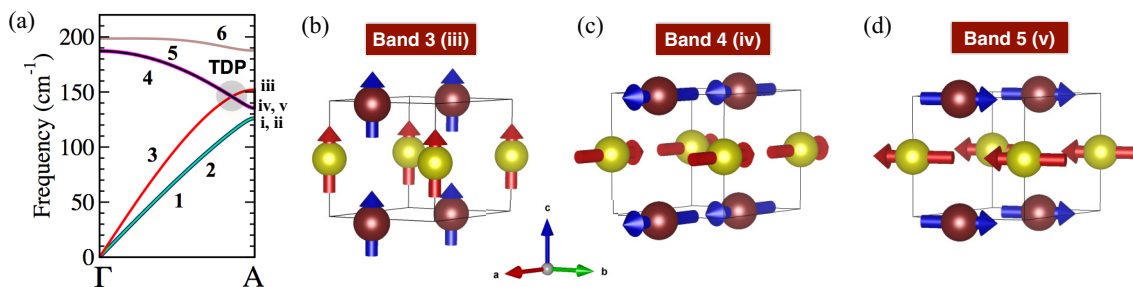 (a)
Frequency (cm⁻¹)
200
150
100
50
0
Γ
A
6
5
4
TDP
3
2
1
iii
iv, v
i, ii
(b)
Band 3 (iii)
(c)
Band 4 (iv)
(d)
Band 5 (v)
c
a
b